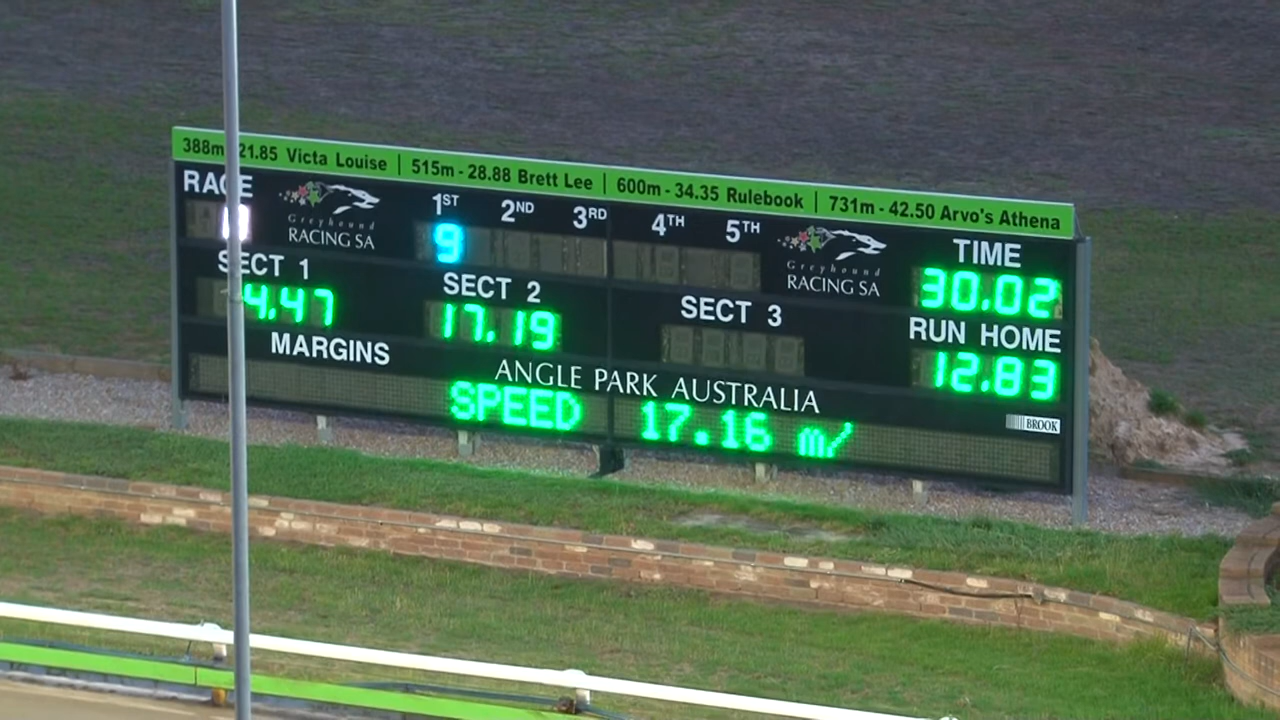 388m - 21.85 Victa Louise | 515m - 28.88 Brett Lee | 600m - 34.35 Rulebook | 731m - 42.50 Arvo's Athena
RACE
Greyhound
RACING SA
1ST 2ND 3RD 4TH 5TH
9
Greyhound
RACING SA
TIME
30.02
SECT 1
4.47
SECT 2
17.19
SECT 3
RUN HOME
12.83
MARGINS
ANGLE PARK AUSTRALIA
SPEED 17.16 m/
BROOK